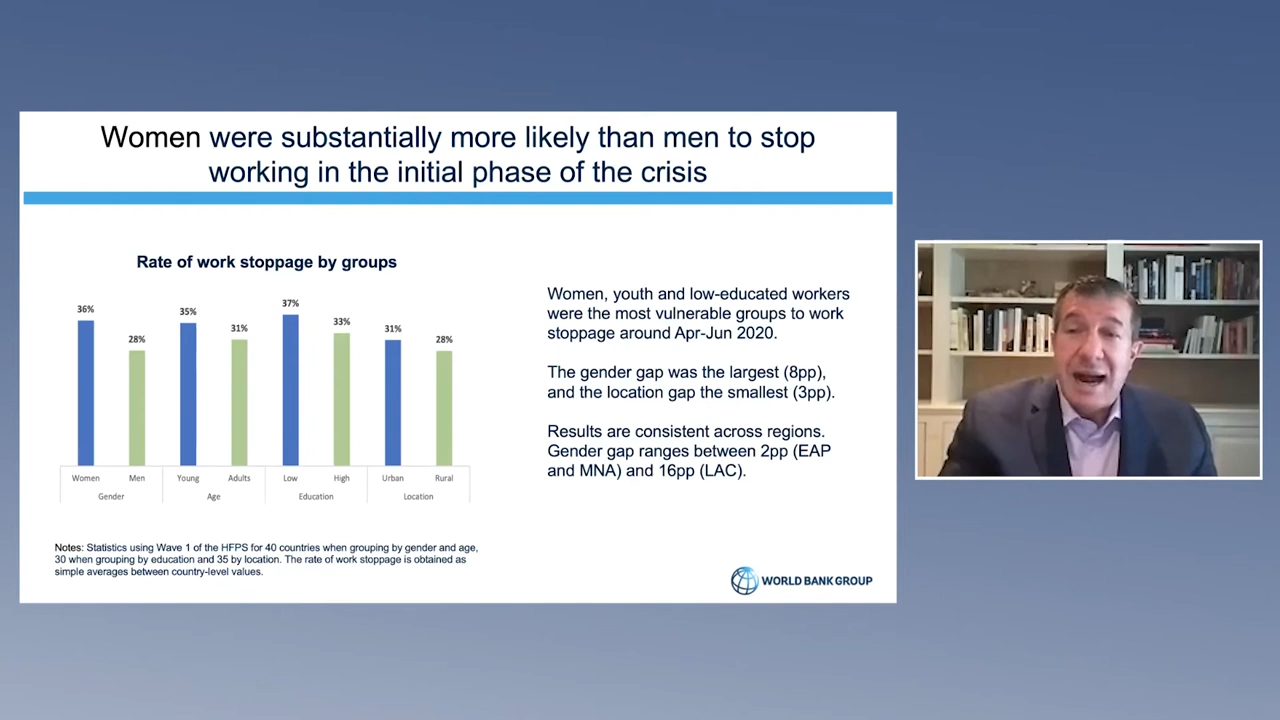 Women were substantially more likely than men to stop
working in the initial phase of the crisis
Rate of work stoppage by groups
36%
28%
35%
31%
37%
33%
31%
28%
Women
Men
Young
Adults
Low
High
Urban
Rural
Gender
Age
Education
Location
Women, youth and low-educated workers
were the most vulnerable groups to work
stoppage around Apr-Jun 2020.
The gender gap was the largest (8pp),
and the location gap the smallest (3pp).
Results are consistent across regions.
Gender gap ranges between 2pp (EAP
and MNA) and 16pp (LAC).
Notes: Statistics using Wave 1 of the HFPS for 40 countries when grouping by gender and age,
30 when grouping by education and 35 by location. The rate of work stoppage is obtained as
simple averages between country-level values.
WORLD BANK GROUP